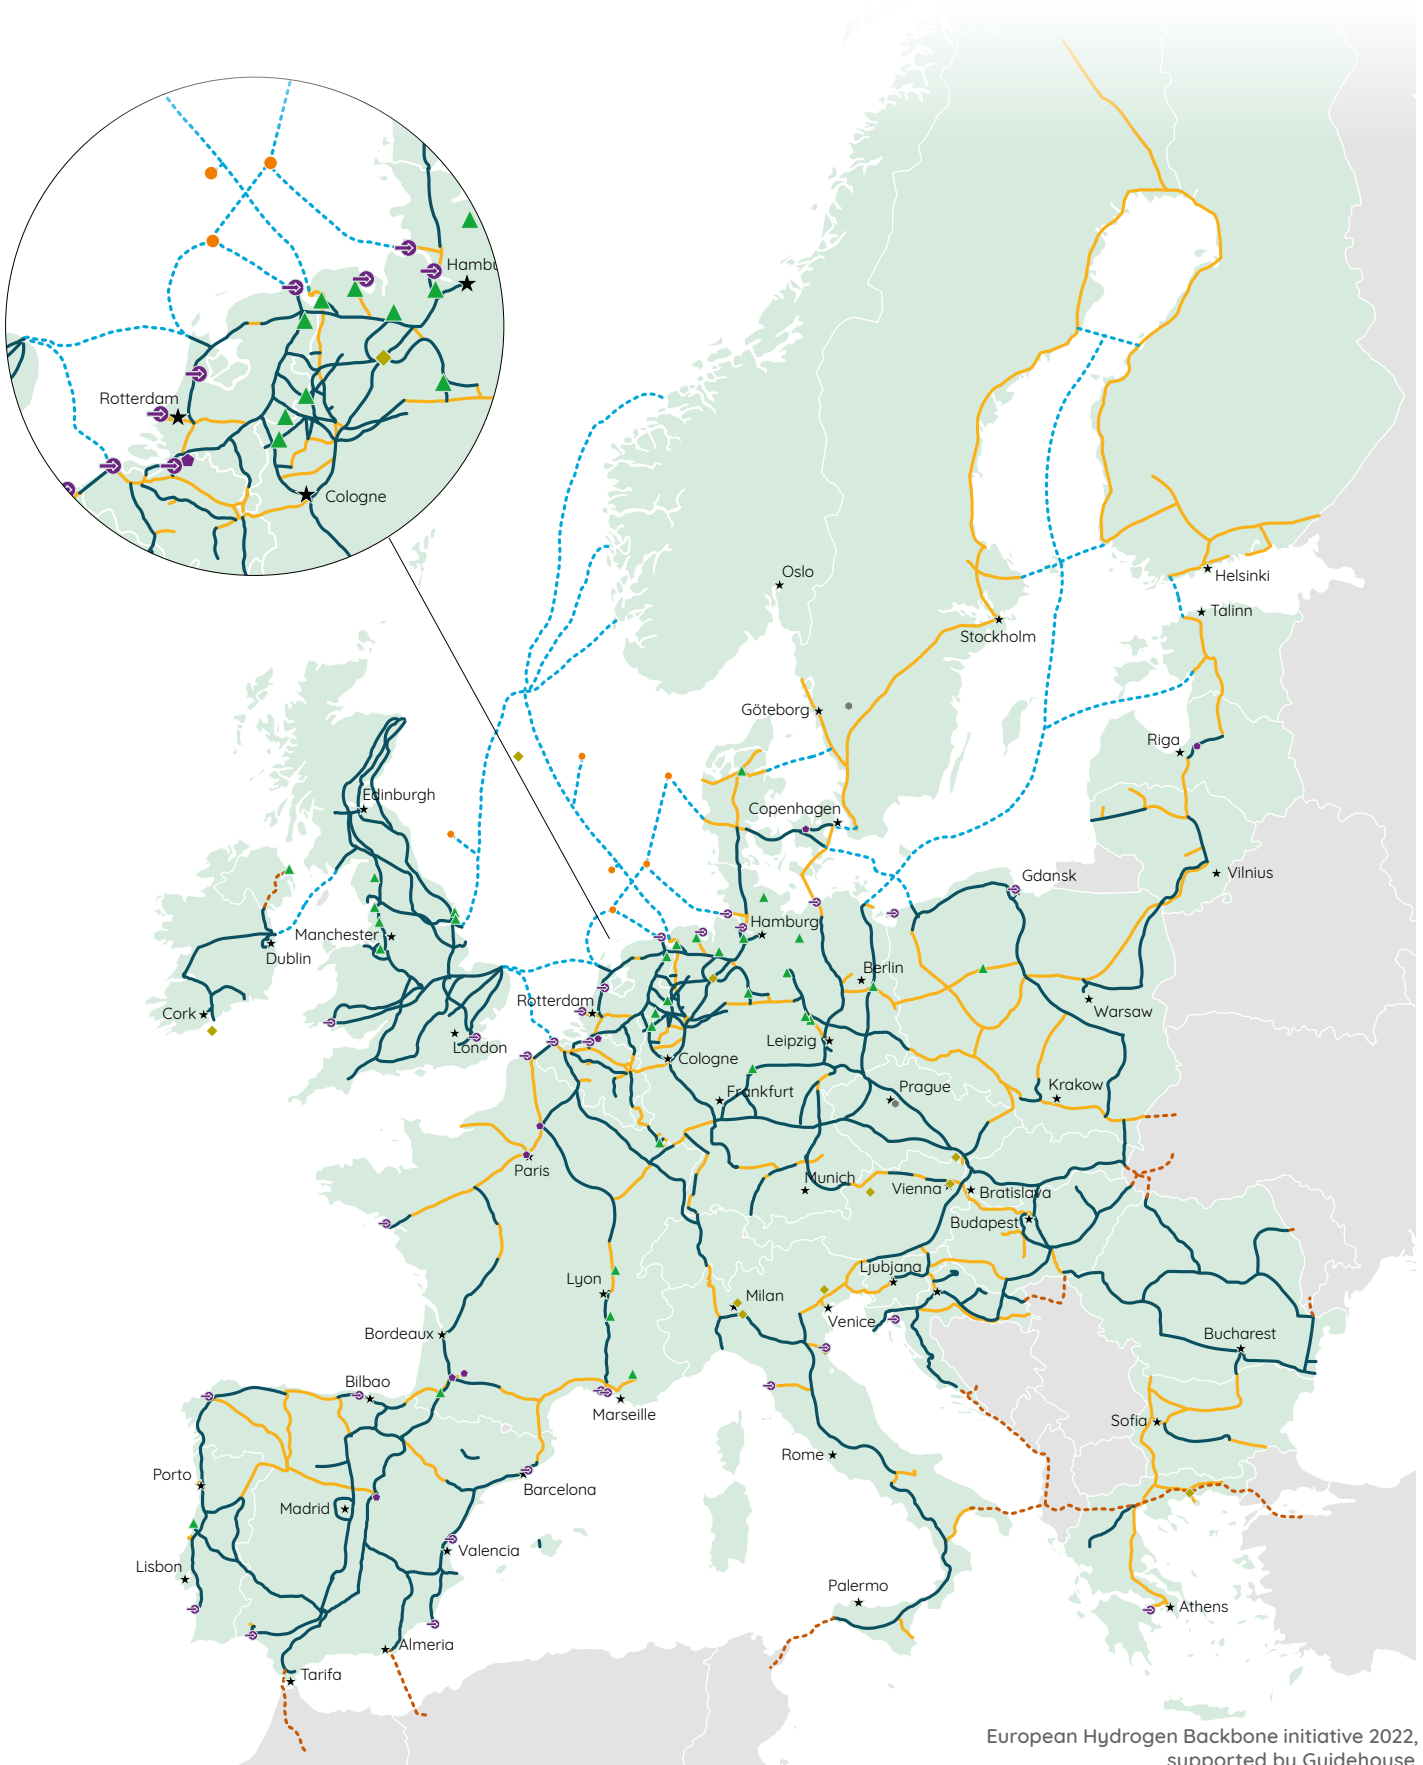 Hambu
Rotterdam
Cologne
Oslo
Helsinki
Talinn
Stockholm
Göteborg
Riga
Edinburgh
Copenhagen
Vilnius
Gdansk
Manchester
Hamburg
Dublin
Berlin
Cork
Rotterdam
Warsaw
London
Leipzig
Cologne
Frankfurt
Prague
Krakow
Paris
Munich
Vienna
Bratislava
Budapest
Lyon
Ljubjana
Milan
Venice
Bordeaux
Bucharest
Bilbao
Marseille
Sofia
Rome
Porto
Barcelona
Madrid
Valencia
Lisbon
Palermo
Athens
Almeria
Tarifa
European Hydrogen Backbone initiative 2022,
supported by Guidehouse